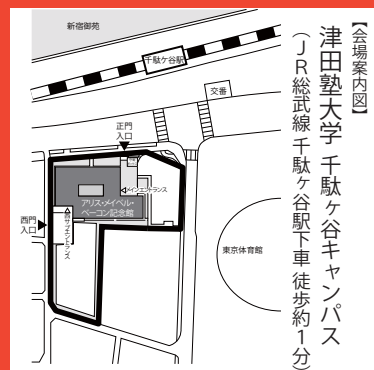 【会場案内図】
津田塾大学 千駄ヶ谷キャンパス
（ＪＲ総武線 千駄ヶ谷駅下車 徒歩約1分）
新宿御苑
千駄ケ谷駅
交番
正門
入口
メインエントランス
アリス・メイベル・
ベーコン記念館
西門
入口
東京体育館